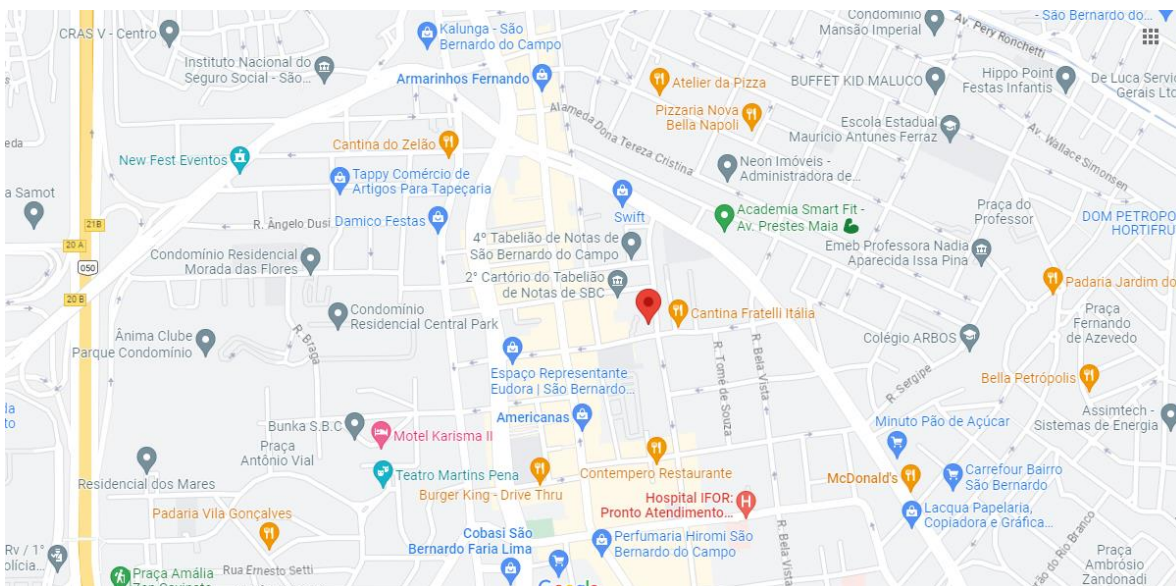 CRAS V - Centro
Kalunga - São
Bernardo do Campo
Condomínio
Mansão Imperial
- São Bernardo do...
Av. Pery Ronchetti
Instituto Nacional do
Seguro Social - São...
Armarinhos Fernando
Atelier da Pizza
BUFFET KID MALUCO
Hippo Point
Festas Infantis
De Luca Servic
Gerais Ltd
Pizzaria Nova
Bella Napoli
Alameda Dona Tereza Cristina
Escola Estadual
Mauricio Antunes Ferraz
Av. Wallace Simonsen
eda
Cantina do Zelão
New Fest Eventos
Tappy Comércio de
Artigos Para Tapeçaria
Neon Imóveis -
Administradora de...
a Samot
Swift
Damico Festas
R. Ângelo Dusi
21B
Academia Smart Fit -
Av. Prestes Maia
Praça do
Professor
DOM PETROPO
HORTIFRU
20 A
050
20 B
4º Tabelião de Notas de
São Bernardo do Campo
Emeb Professora Nadia
Aparecida Issa Pina
Condomínio Residencial
Morada das Flores
2° Cartório do Tabelião
de Notas de SBC
Padaria Jardim do
Condomínio
Residencial Central Park
Cantina Fratelli Itália
Praça
Fernando
de Azevedo
Ânima Clube
Parque Condomínio
R. Braga
Colégio ARBOS
R. Tomé de Souza
R. Bela Vista
Espaço Representante
Eudora | São Bernardo...
R. Sergipe
Bella Petrópolis
la
to
Americanas
Minuto Pão de Açúcar
Assimtech -
Sistemas de Energia
Bunka S.B.C
Motel Karisma II
Praça
Antônio Vial
Teatro Martins Pena
Contempero Restaurante
Residencial dos Mares
Burger King - Drive Thru
McDonald's
Carrefour Bairro
São Bernardo
Hospital IFOR:
Pronto Atendimento...
Lacqua Papelaria,
Copiadora e Gráfica...
Padaria Vila Gonçalves
Cobasi São
Bernardo Faria Lima
Perfumaria Hiromi São
Bernardo do Campo
R. Bela Vista
ão do Rio Branco
Rv / 1°
olícia...
Praça Amália
Rua Ernesto Setti
Google
Praça
Ambrósio
Zandonadi